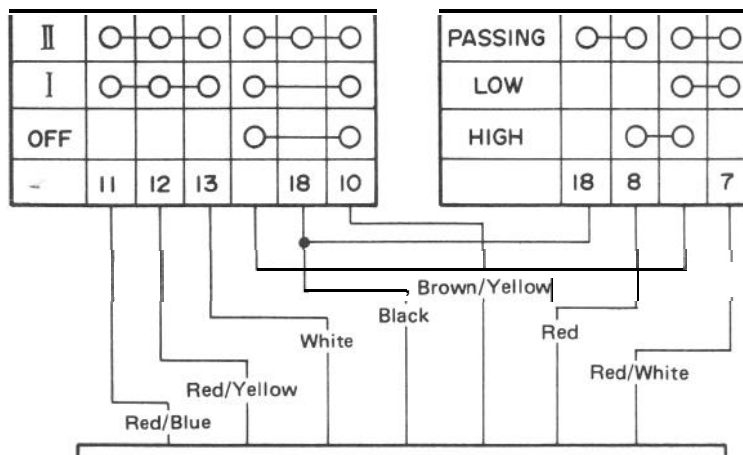 II
I
OFF
- 11 12 13 18 10
PASSING
LOW
HIGH
18 8 7
Brown/Yellow
Black
White
Red
Red/White
Red/Yellow
Red/Blue